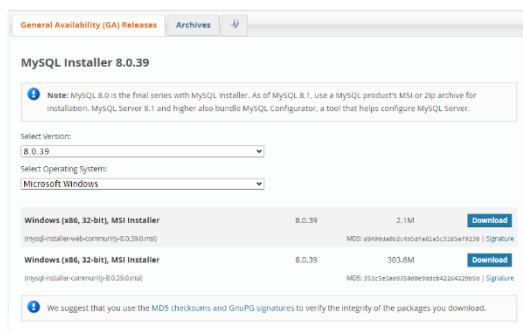 General Availability (GA) Releases
Archives
MySQL Installer 8.0.39
Note: MySQL 8.0 is the final series with MySQL Installer. As of MySQL 8.1, use a MySQL product's MSI or Zip archive for
installation. MySQL Server 8.1 and higher also bundle MySQL Configurator, a tool that helps configure MySQL Server.
Select Version:
8.0.39
Select Operating System:
Microsoft Windows
Windows (x86, 32-bit), MSI Installer 8.0.39 2.1M Download
(mysql-installer-web-community-8.0.39.0.msi) MD5: | Signature
Windows (x86, 32-bit), MSI Installer 8.0.39 303.6M Download
(mysql-installer-community-8.0.39.0.msi) MD5: | Signature
We suggest that you use the MD5 checksums and GnuPG signatures to verify the integrity of the packages you download.